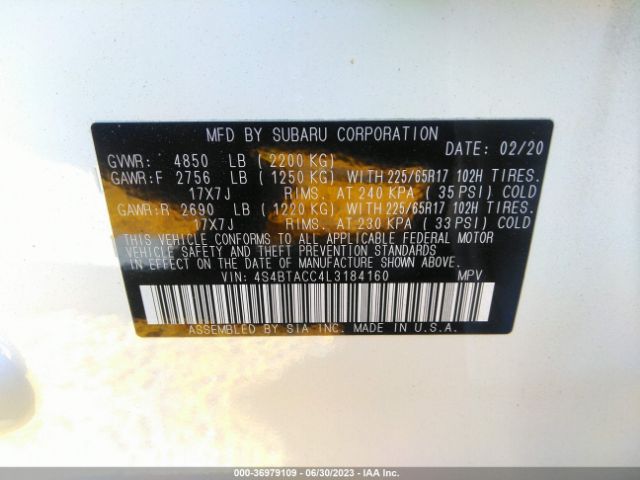 MFD BY SUBARU CORPORATION
DATE: 02/20
GVWR: 4850 LB (2200 KG)
GAWR:F 2756 LB (1250 KG) WITH 225/65R17 102H TIRES.
17X7J RIMS. AT 240 KPA (35 PSI) COLD
GAWR:R 2690 LB (1220 KG) WITH 225/65R17 102H TIRES.
17X7J RIMS. AT 230 KPA (33 PSI) COLD
THIS VEHICLE CONFORMS TO ALL APPLICABLE FEDERAL MOTOR
VEHICLE SAFETY AND THEFT PREVENTION STANDARDS
IN EFFECT ON THE DATE OF MANUFACTURE SHOWN ABOVE.
VIN: 4S4BTACC4L3184160 MPV
ASSEMBLED BY SIA INC. MADE IN U.S.A.
000-36979109 - 06/30/2023 - IAA Inc.